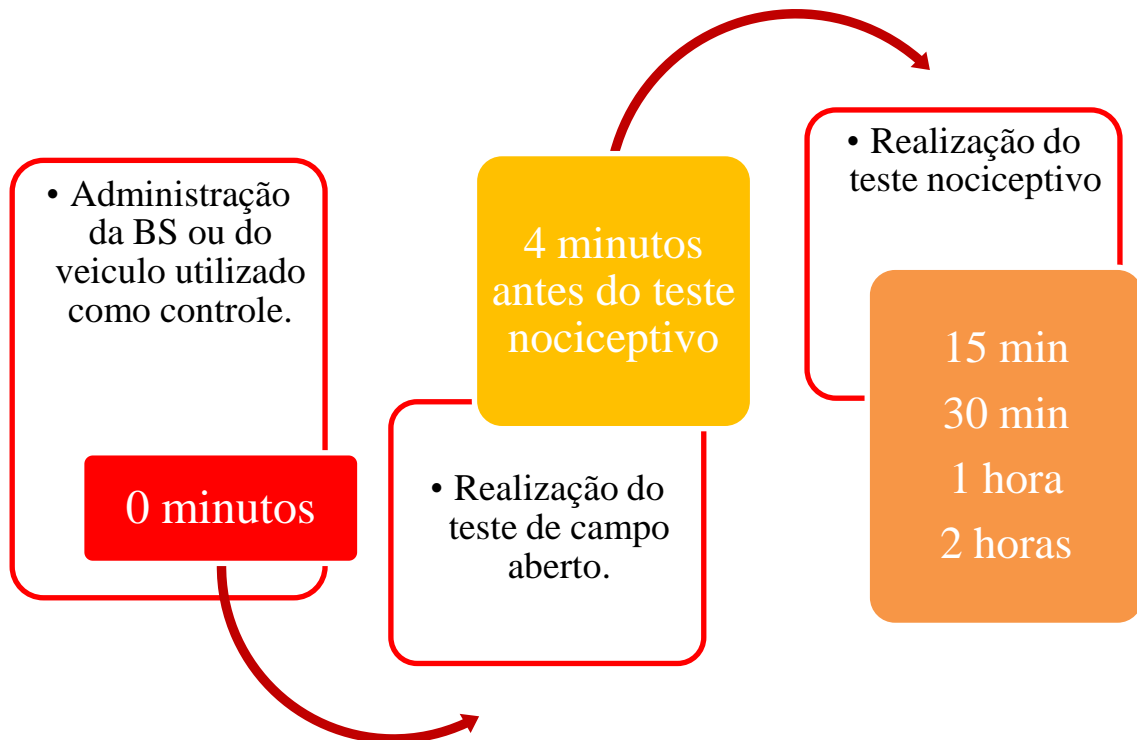 • Administração
da BS ou do
veiculo utilizado
como controle.
0 minutos
4 minutos
antes do teste
nociceptivo
• Realização do
teste de campo
aberto.
• Realização do
teste nociceptivo
15 min
30 min
1 hora
2 horas